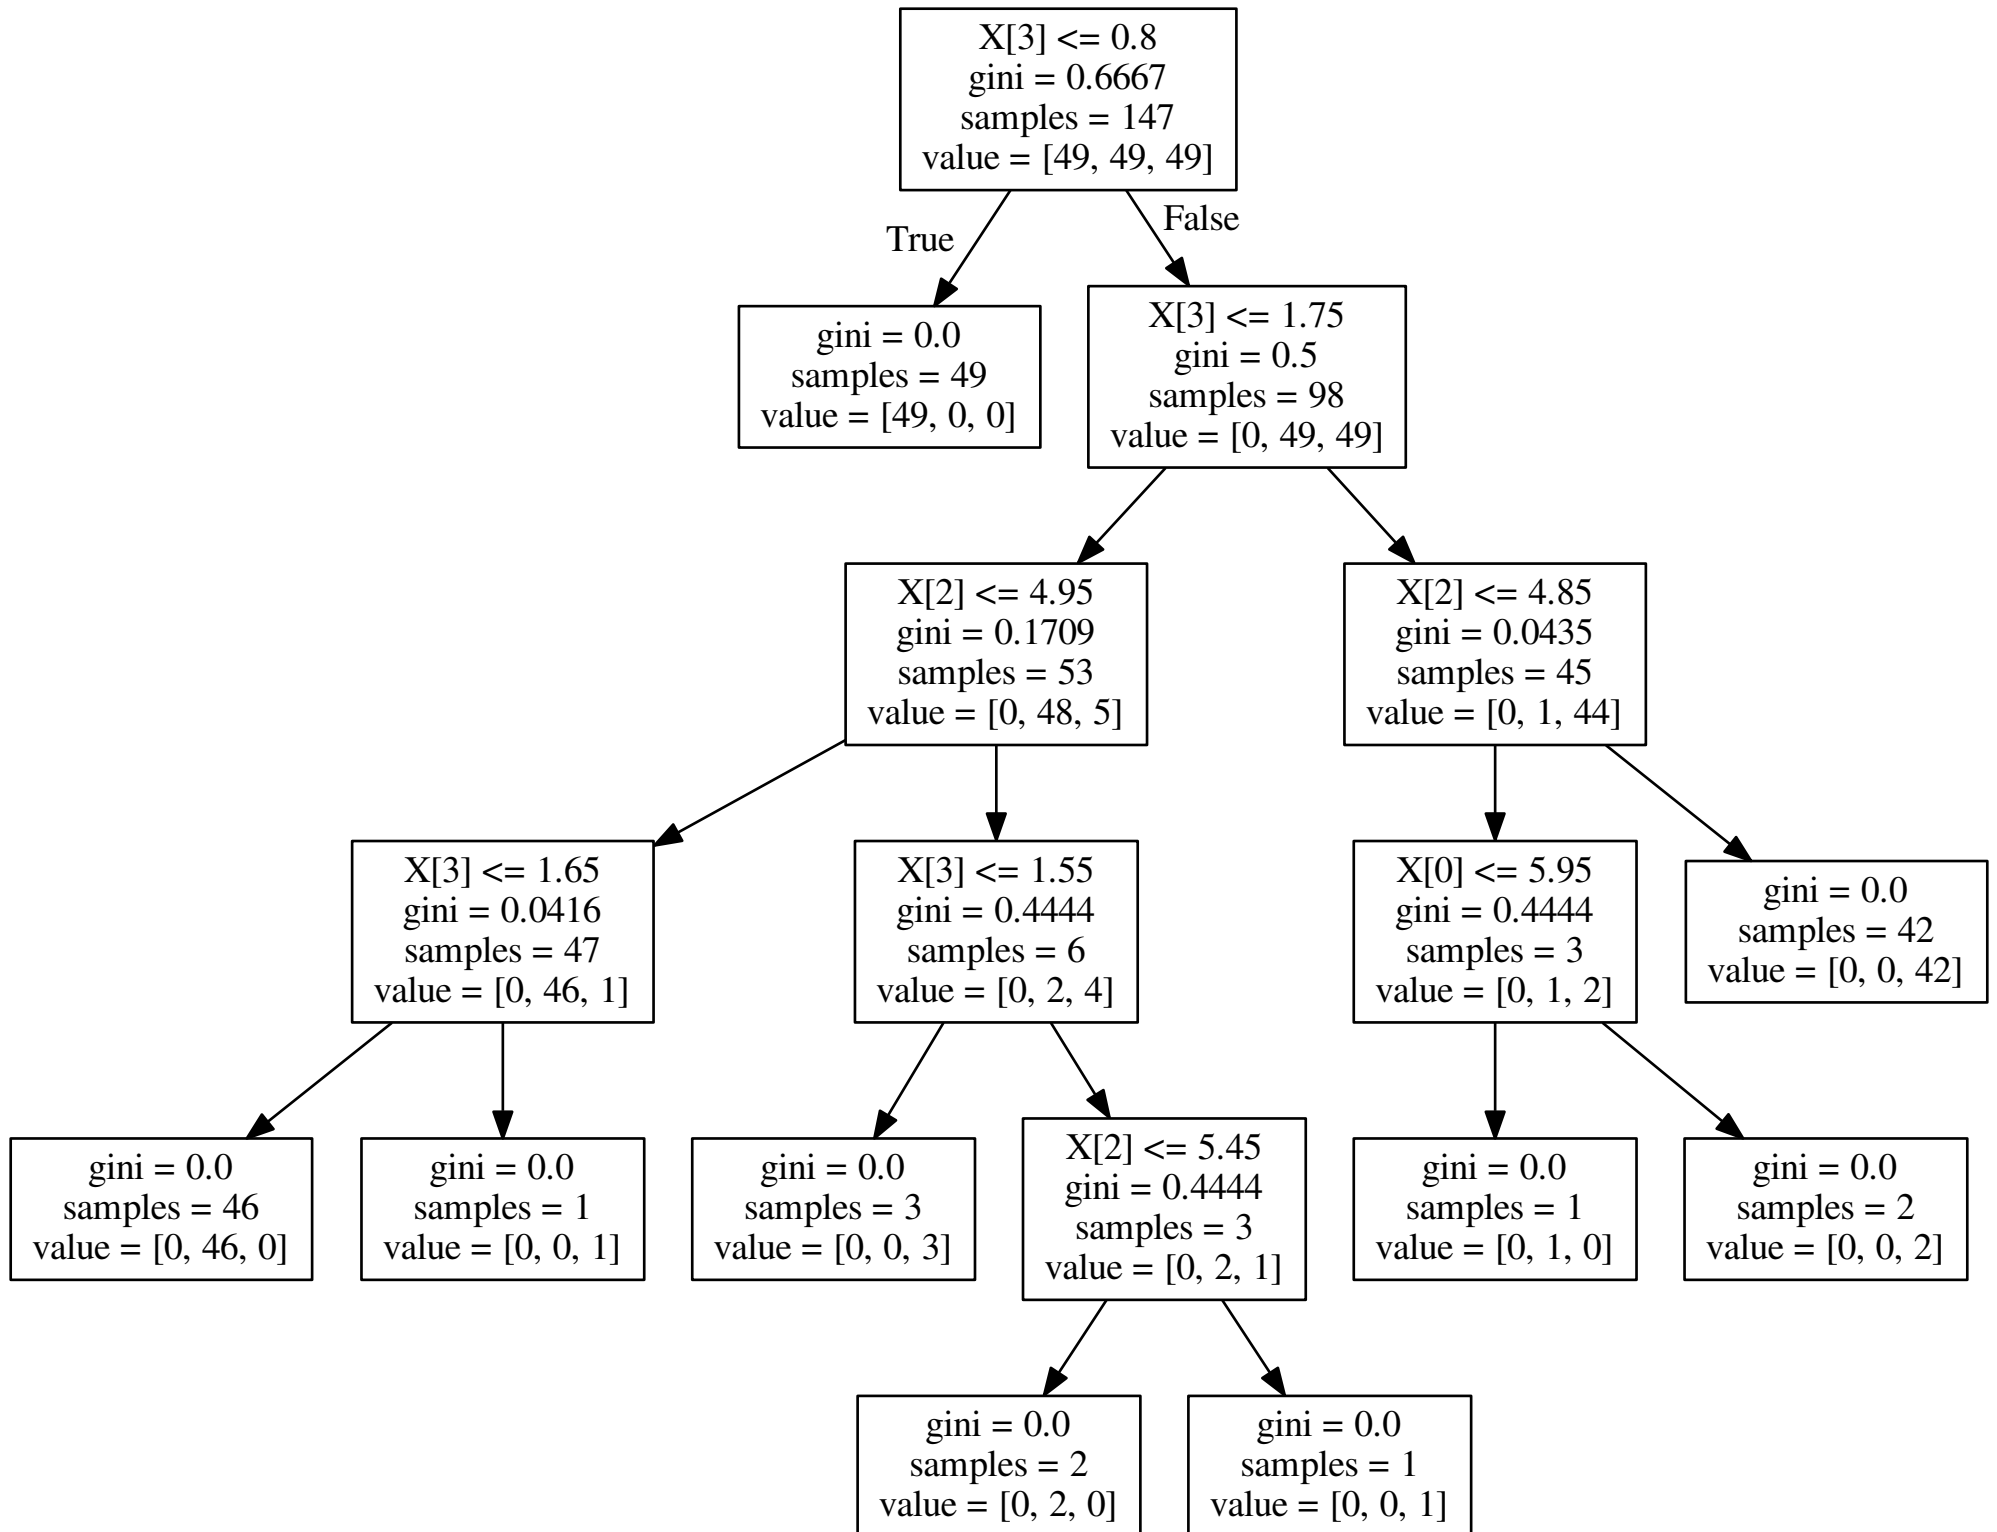 X[3] <= 0.8
gini = 0.6667
samples = 147
value = [49, 49, 49]
True
False
gini = 0.0
samples = 49
value = [49, 0, 0]
X[3] <= 1.75
gini = 0.5
samples = 98
value = [0, 49, 49]
X[2] <= 4.95
gini = 0.1709
samples = 53
value = [0, 48, 5]
X[2] <= 4.85
gini = 0.0435
samples = 45
value = [0, 1, 44]
X[3] <= 1.65
gini = 0.0416
samples = 47
value = [0, 46, 1]
X[3] <= 1.55
gini = 0.4444
samples = 6
value = [0, 2, 4]
X[0] <= 5.95
gini = 0.4444
samples = 3
value = [0, 1, 2]
gini = 0.0
samples = 42
value = [0, 0, 42]
gini = 0.0
samples = 46
value = [0, 46, 0]
gini = 0.0
samples = 1
value = [0, 0, 1]
gini = 0.0
samples = 3
value = [0, 0, 3]
X[2] <= 5.45
gini = 0.4444
samples = 3
value = [0, 2, 1]
gini = 0.0
samples = 1
value = [0, 1, 0]
gini = 0.0
samples = 2
value = [0, 0, 2]
gini = 0.0
samples = 2
value = [0, 2, 0]
gini = 0.0
samples = 1
value = [0, 0, 1]